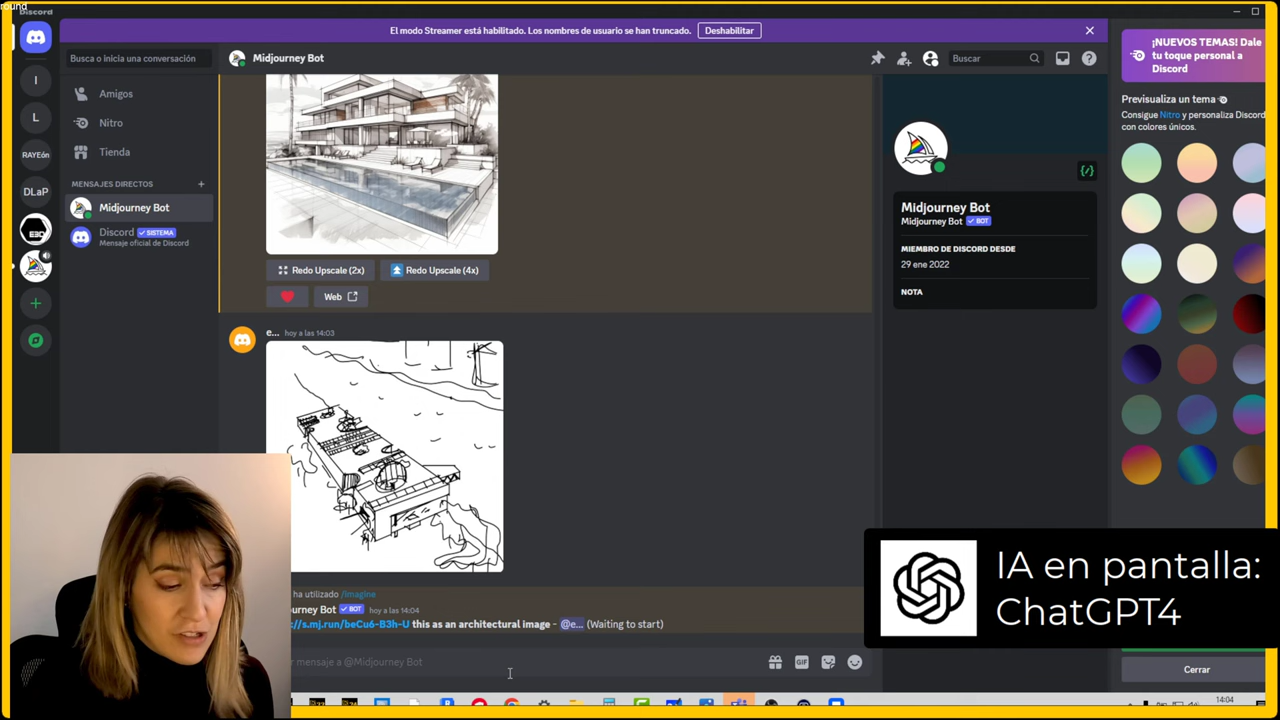 round
Discord
El modo Streamer está habilitado. Los nombres de usuario se han truncado.
Deshabilitar
Busca o inicia una conversación
Midjourney Bot
Buscar
¡NUEVOS TEMAS! Dale
tu toque personal a
Discord
I
Amigos
Previsualiza un tema
Consigue Nitro y personaliza Discord
con colores únicos.
L
Nitro
RAYEón
Tienda
DLaP
MENSAJES DIRECTOS
Midjourney Bot
Discord SISTEMA
Mensaje oficial de Discord
Midjourney Bot
Midjourney Bot BOT
MIEMBRO DE DISCORD DESDE
29 ene 2022
NOTA
Redo Upscale (2x)
Redo Upscale (4x)
Web
e... hoy a las 14:03
ha utilizado /imagine
urney Bot BOT hoy a las 14:04
://s.mj.run/beCu6-B3h-U this as an architectural image - @e... (Waiting to start)
mensaje a @Midjourney Bot
GIF
IA en pantalla:
ChatGPT4
Cerrar
14:04